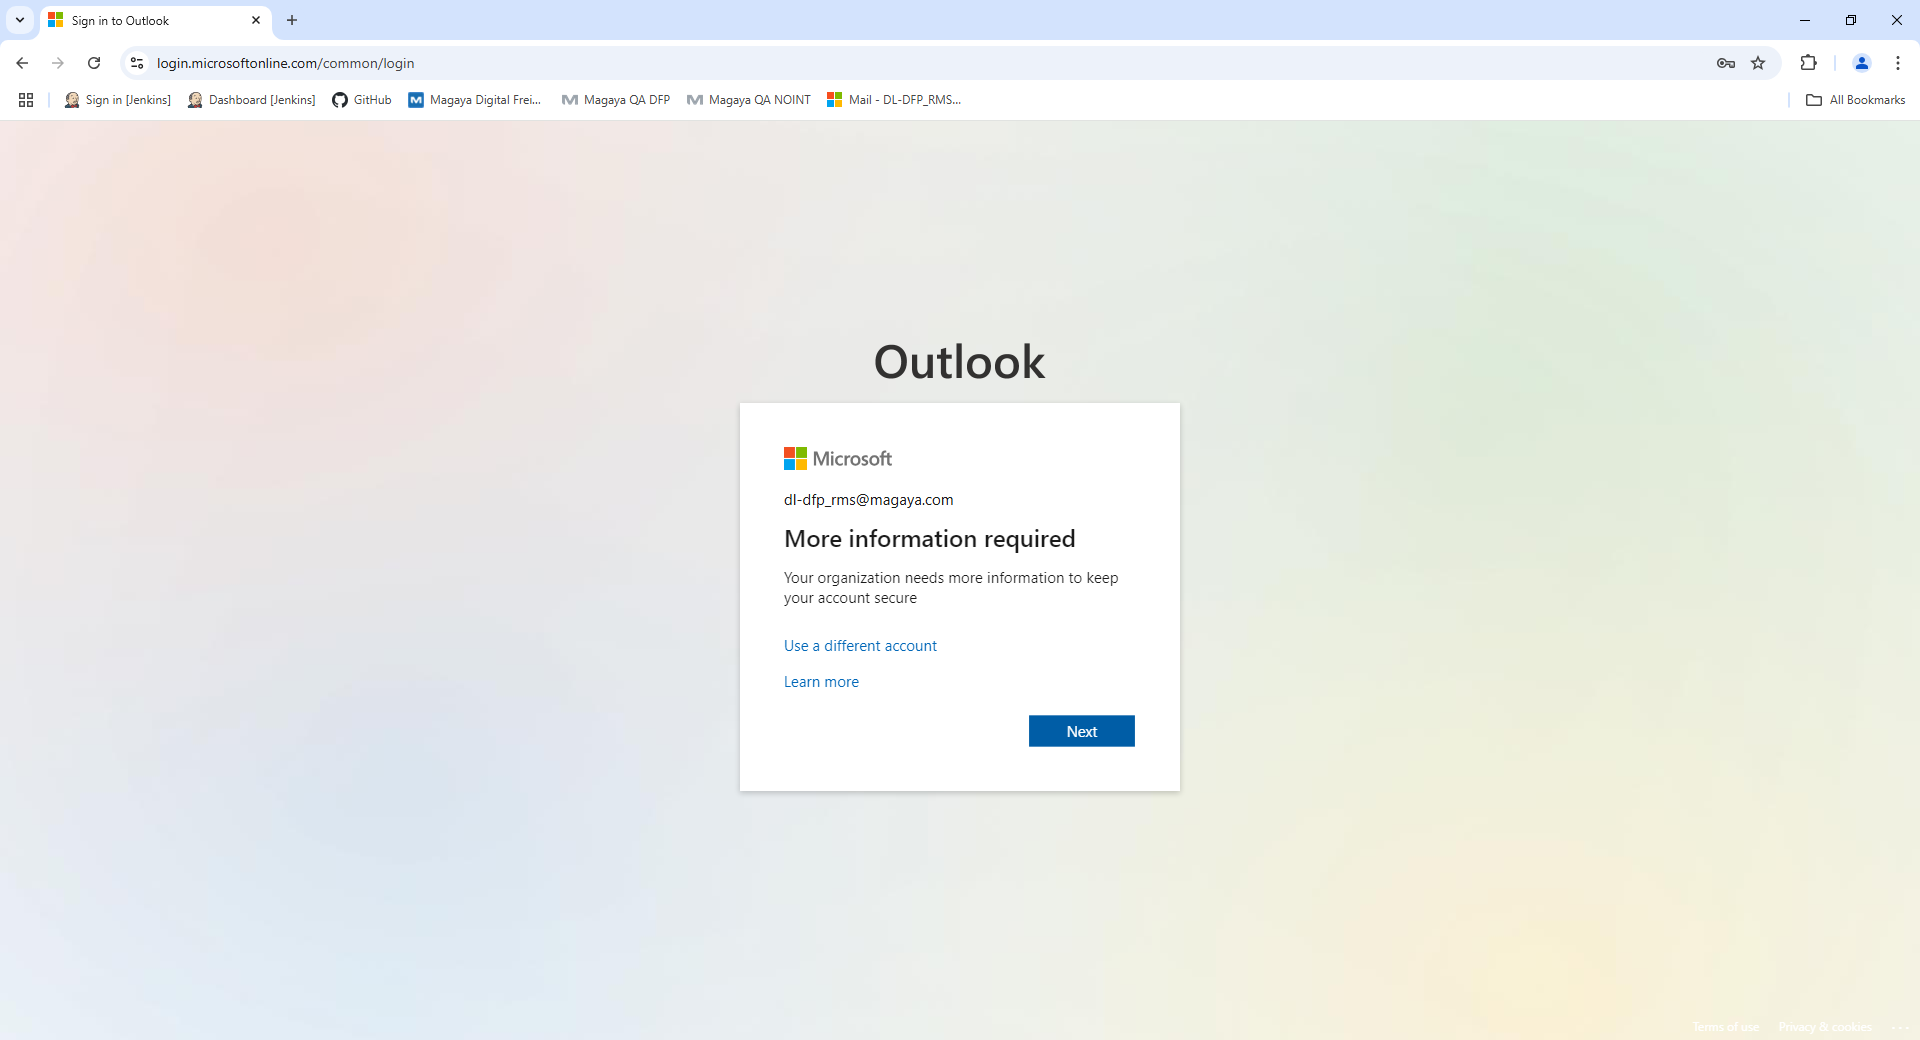 Sign in to Outlook
login.microsoftonline.com/common/login
Sign in [Jenkins]
Dashboard [Jenkins]
GitHub
Magaya Digital Frei...
Magaya QA DFP
Magaya QA NOINT
Mail - DL-DFP_RMS...
All Bookmarks
Outlook
Microsoft
dl-dfp_rms@magaya.com
More information required
Your organization needs more information to keep
your account secure
Use a different account
Learn more
Next
Terms of use
Privacy & cookies
...